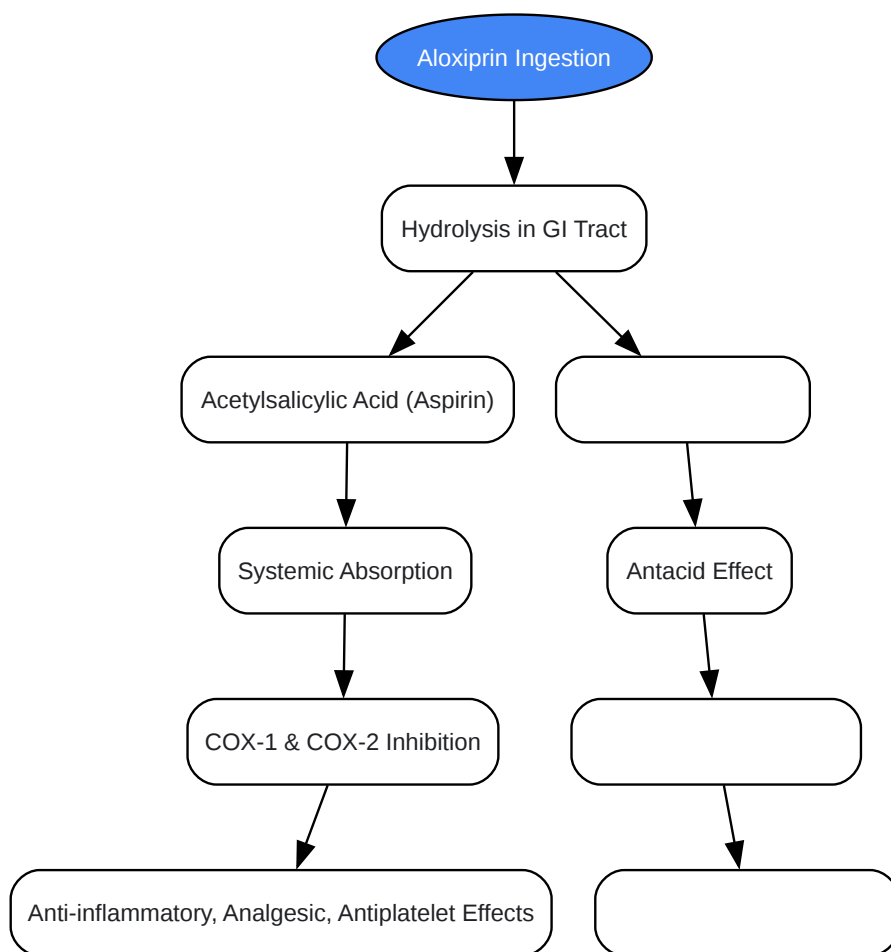 Aloxiprin Ingestion
Hydrolysis in GI Tract
Acetylsalicylic Acid (Aspirin)
Systemic Absorption
Antacid Effect
COX-1 & COX-2 Inhibition
Anti-inflammatory, Analgesic, Antiplatelet Effects